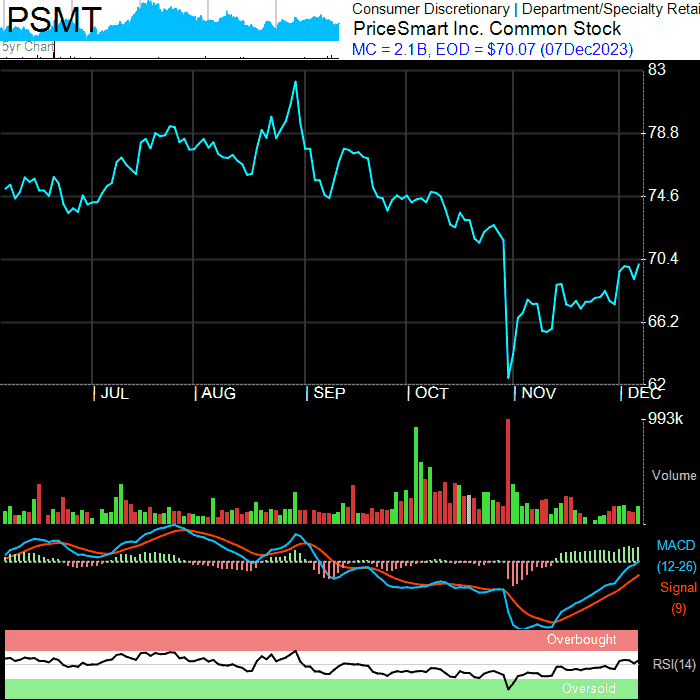 PSMT
5yr Chart
Consumer Discretionary | Department/Specialty Retai
PriceSmart Inc. Common Stock
MC = 2.1B, EOD = $70.07 (07Dec2023)
83
78.8
74.6
70.4
66.2
62
JUL
AUG
SEP
OCT
NOV
DEC
993k
Volume
MACD
(12-26)
Signal
(9)
Overbought
RSI(14)
Oversold